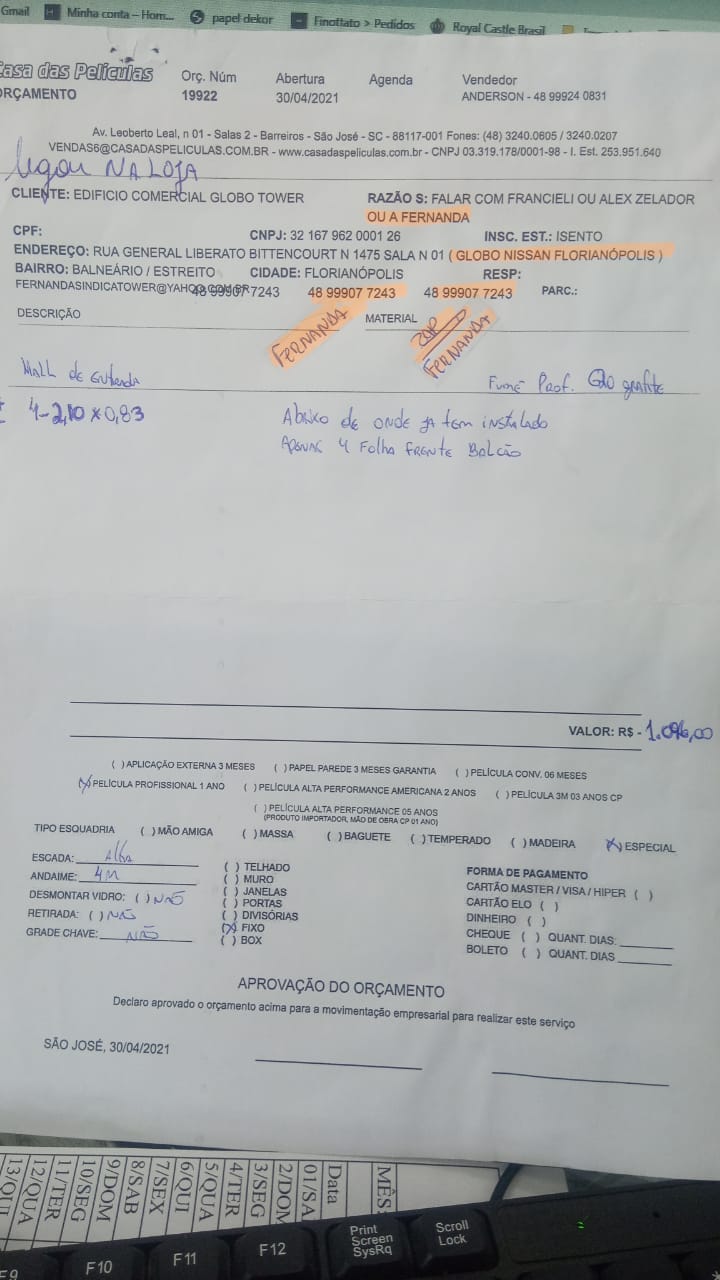 Gmail Minha conta – Hom... papel dekor Finottato > Pedidos Royal Castle Brasil
Casa das Películas
ORÇAMENTO
Orç. Núm
19922
Abertura
30/04/2021
Agenda
Vendedor
ANDERSON - 48 99924 0831
Av. Leoberto Leal, n 01 - Salas 2 - Barreiros - São José - SC - 88117-001 Fones: (48) 3240.0605 / 3240.0207
VENDAS6@CASADASPELICULAS.COM.BR - www.casadaspeliculas.com.br - CNPJ 03.319.178/0001-98 - I. Est. 253.951.640
Ligou NA LOJA
CLIENTE: EDIFICIO COMERCIAL GLOBO TOWER RAZÃO S: FALAR COM FRANCIELI OU ALEX ZELADOR
OU A FERNANDA
CPF: CNPJ: 32 167 962 0001 26 INSC. EST.: ISENTO
ENDEREÇO: RUA GENERAL LIBERATO BITTENCOURT N 1475 SALA N 01 ( GLOBO NISSAN FLORIANÓPOLIS )
BAIRRO: BALNEÁRIO / ESTREITO CIDADE: FLORIANÓPOLIS RESP:
FERNANDASINDICATOWER@YAHOO.COM.BR 48 99907 7243 48 99907 7243 48 99907 7243 PARC.:
DESCRIÇÃO MATERIAL
FERNANDA
FERNANDA
Hall de Entrada Fumê Prof. G20 grafite
4-2,10 x 0,83 Abaixo de onde ja tem instalado
Apenas 4 Folha FRENTE BALCÃO
VALOR: R$ - 1.096,00
( ) APLICAÇÃO EXTERNA 3 MESES ( ) PAPEL PAREDE 3 MESES GARANTIA ( ) PELÍCULA CONV. 06 MESES
(X) PELÍCULA PROFISSIONAL 1 ANO ( ) PELÍCULA ALTA PERFORMANCE AMERICANA 2 ANOS ( ) PELÍCULA 3M 03 ANOS CP
( ) PELÍCULA ALTA PERFORMANCE 05 ANOS
(PRODUTO IMPORTADOR, MÃO DE OBRA CP 01 ANO)
TIPO ESQUADRIA ( ) MÃO AMIGA ( ) MASSA ( ) BAGUETE ( ) TEMPERADO ( ) MADEIRA (X) ESPECIAL
ESCADA: Alta
ANDAIME: 4M
DESMONTAR VIDRO: ( ) NÃO
RETIRADA: ( ) NÃO
GRADE CHAVE: NÃO
( ) TELHADO
( ) MURO
( ) JANELAS
( ) PORTAS
( ) DIVISÓRIAS
(X) FIXO
( ) BOX
FORMA DE PAGAMENTO
CARTÃO MASTER / VISA / HIPER ( )
CARTÃO ELO ( )
DINHEIRO ( )
CHEQUE ( ) QUANT. DIAS:
BOLETO ( ) QUANT. DIAS
APROVAÇÃO DO ORÇAMENTO
Declaro aprovado o orçamento acima para a movimentação empresarial para realizar este serviço
SÃO JOSÉ, 30/04/2021
MÊS:
Data
01/SA
2/DOM
3/SEG
4/TER
5/QUA
6/QUI
7/SEX
8/SAB
9/DOM
10/SEG
11/TER
12/QUA
13/QUI
F9 F10 F11 F12
Print
Screen
SysRq
Scroll
Lock